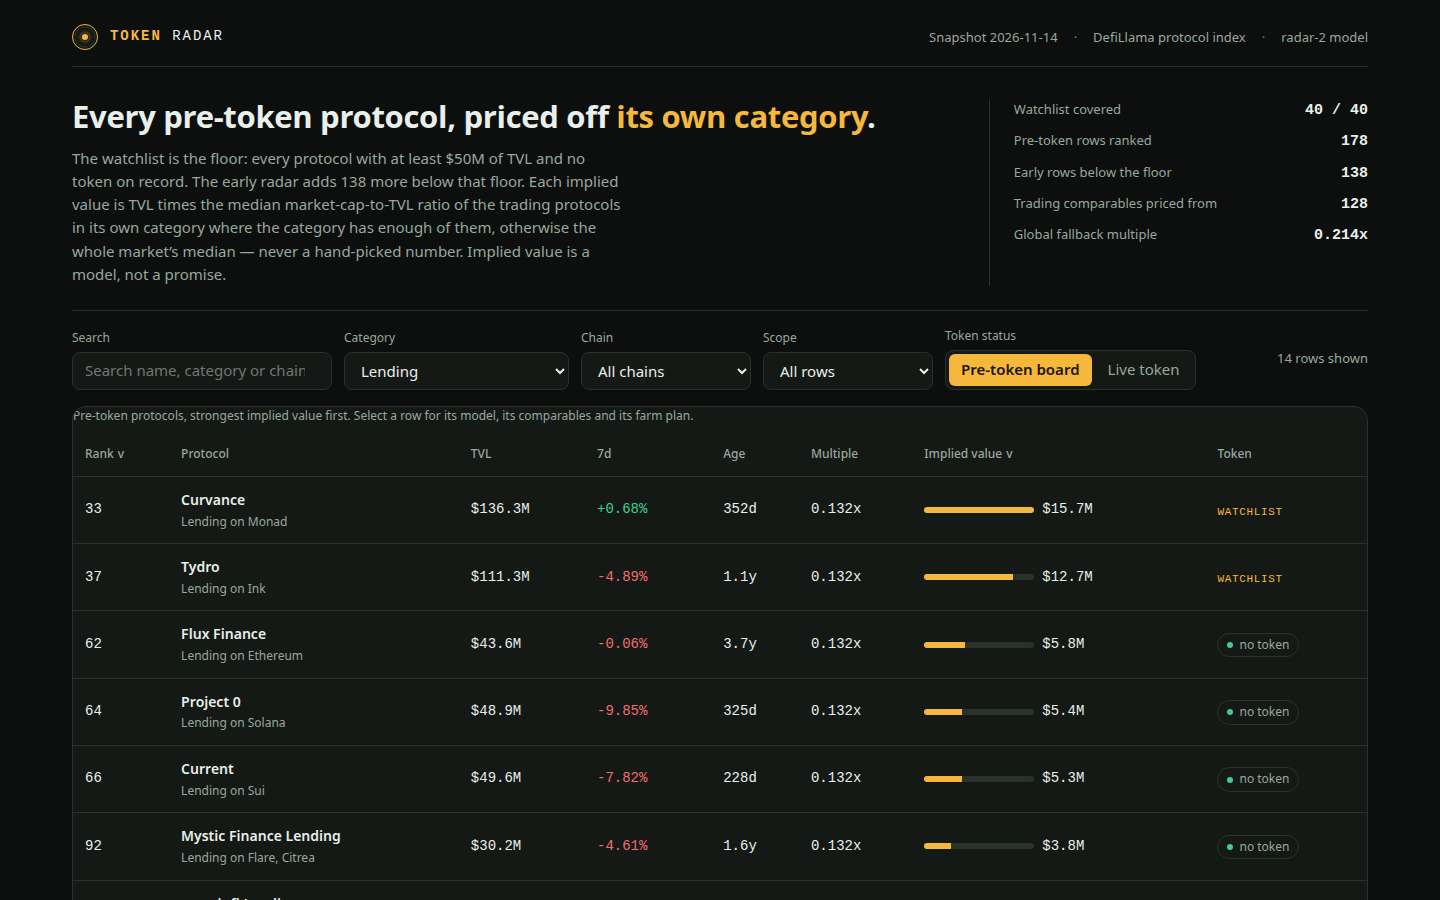 TOKEN RADAR
Snapshot 2026-11-14 · DefiLlama protocol index · radar-2 model
Every pre-token protocol, priced off its own category.
The watchlist is the floor: every protocol with at least $50M of TVL and no
token on record. The early radar adds 138 more below that floor. Each implied
value is TVL times the median market-cap-to-TVL ratio of the trading protocols
in its own category where the category has enough of them, otherwise the
whole market’s median — never a hand-picked number. Implied value is a
model, not a promise.
Watchlist covered 40 / 40
Pre-token rows ranked 178
Early rows below the floor 138
Trading comparables priced from 128
Global fallback multiple 0.214x
Search Category Chain Scope Token status
Search name, category or chain Lending All chains All rows Pre-token board Live token 14 rows shown
Pre-token protocols, strongest implied value first. Select a row for its model, its comparables and its farm plan.
Rank v Protocol TVL 7d Age Multiple Implied value v Token
33 Curvance $136.3M +0.68% 352d 0.132x $15.7M WATCHLIST
Lending on Monad
37 Tydro $111.3M -4.89% 1.1y 0.132x $12.7M WATCHLIST
Lending on Ink
62 Flux Finance $43.6M -0.06% 3.7y 0.132x $5.8M no token
Lending on Ethereum
64 Project 0 $48.9M -9.85% 325d 0.132x $5.4M no token
Lending on Solana
66 Current $49.6M -7.82% 228d 0.132x $5.3M no token
Lending on Sui
92 Mystic Finance Lending $30.2M -4.61% 1.6y 0.132x $3.8M no token
Lending on Flare, Citrea